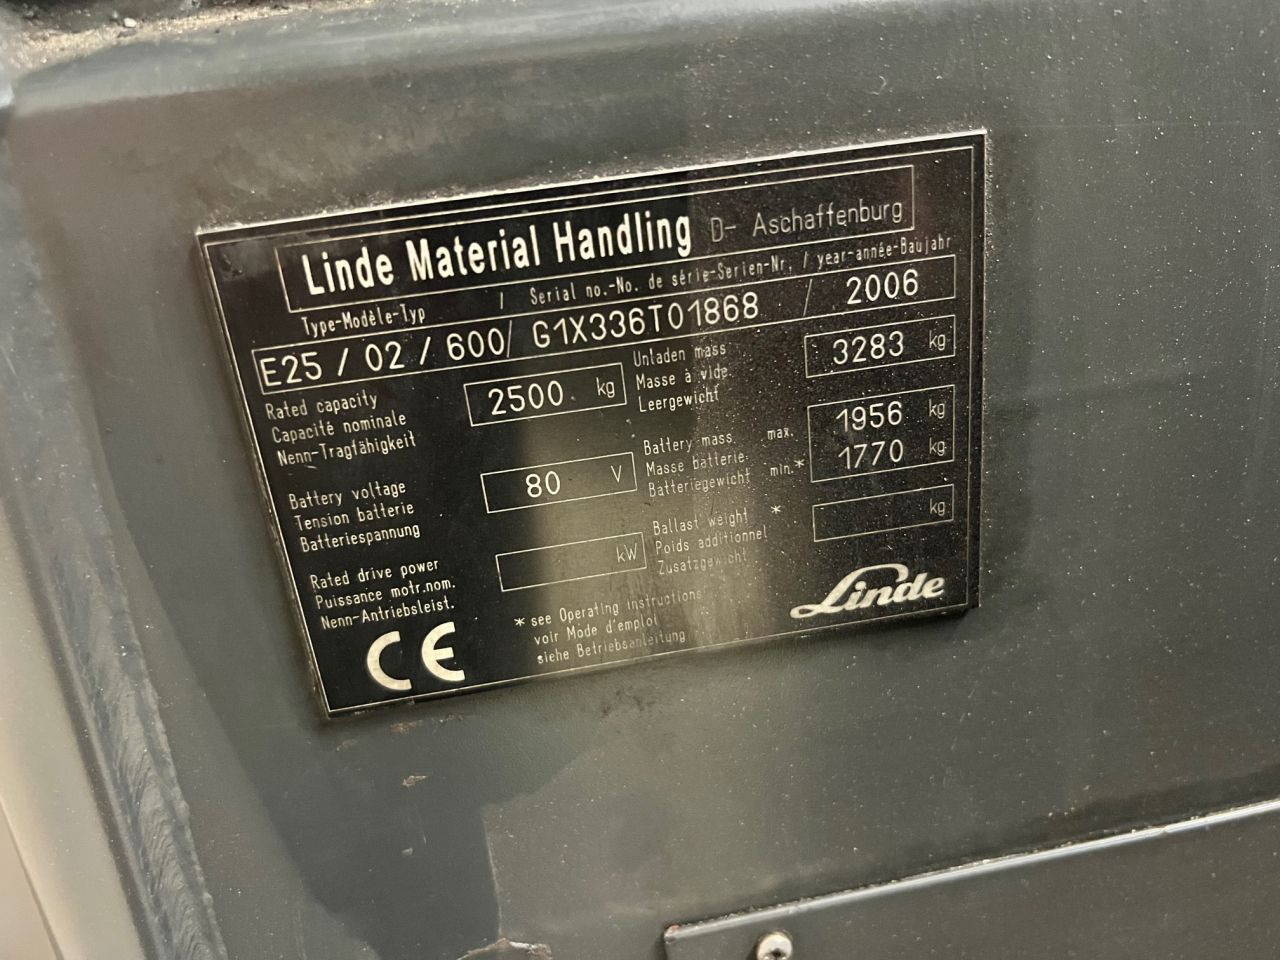 Linde Material Handling D- Aschaffenburg
Type-Modèle-Typ / Serial no.-No. de série-Serien-Nr. / year-année-Baujahr
E25 / 02 / 600 / G1X336T01868 / 2006
Rated capacity
Capacité nominale
Nenn-Tragfähigkeit
2500 kg
Unladen mass
Masse à vide
Leergewicht
3283 kg
Battery voltage
Tension batterie
Batteriespannung
80 V
Battery mass max. 1956 kg
Masse batterie
Batteriegewicht min.* 1770 kg
Rated drive power
Puissance motr.nom.
Nenn-Antriebsleist.
kW
Ballast weight *
Poids additionnel
Zusatzgewicht
kg
CE
* see Operating instructions
voir Mode d'emploi
siehe Betriebsanleitung
Linde